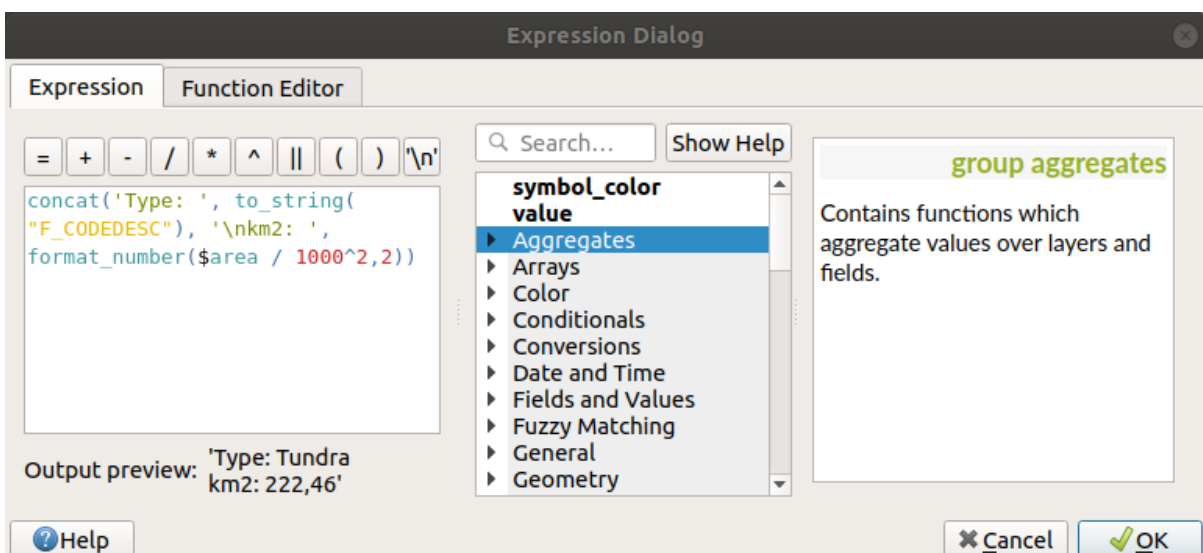 Expression Dialog
Expression
Function Editor
= + - / * ^ || ( ) '\n'
concat('Type: ', to_string(
"F_CODEDESC"), '\nkm2: ',
format_number($area / 1000^2,2))
Output preview:
'Type: Tundra
km2: 222,46'
Search...
Show Help
symbol_color
value
Aggregates
Arrays
Color
Conditionals
Conversions
Date and Time
Fields and Values
Fuzzy Matching
General
Geometry
group aggregates
Contains functions which
aggregate values over layers and
fields.
Help
Cancel
OK